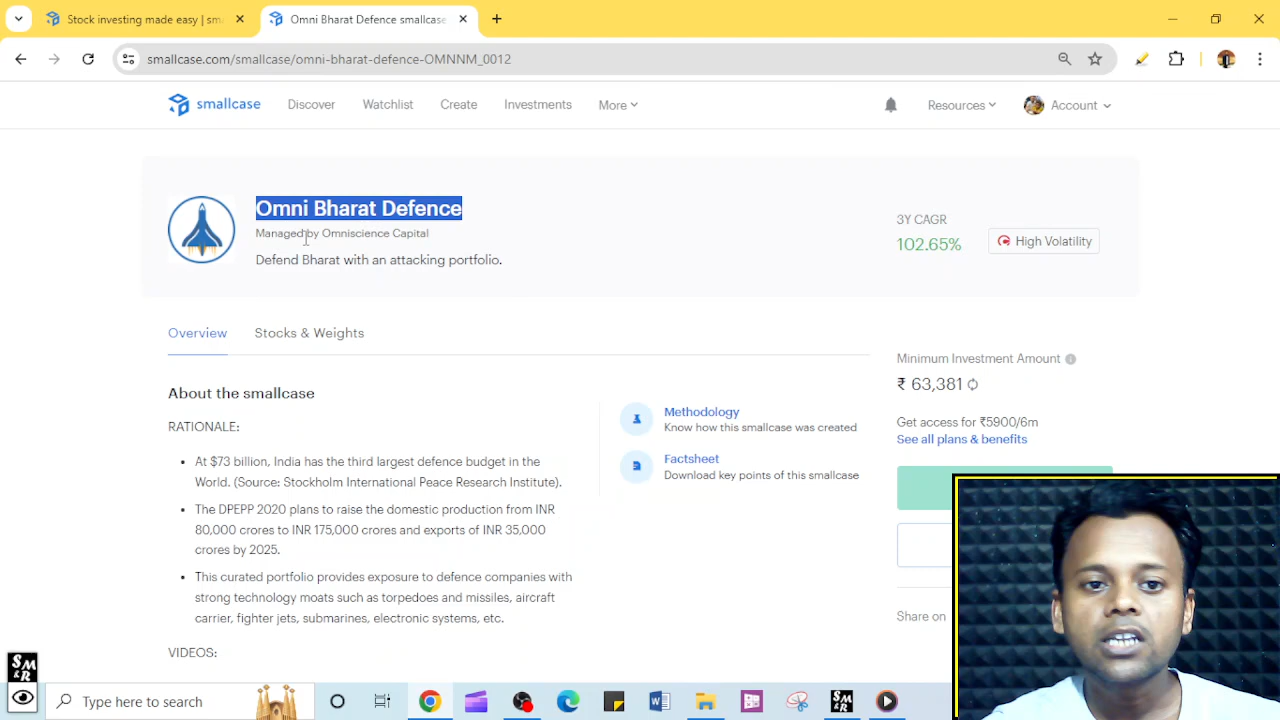 Stock investing made easy | sm
Omni Bharat Defence smallcase
smallcase.com/smallcase/omni-bharat-defence-OMNNM_0012
smallcase
Discover
Watchlist
Create
Investments
More
Resources
Account
Omni Bharat Defence
Managed by Omniscience Capital
Defend Bharat with an attacking portfolio.
3Y CAGR
102.65%
High Volatility
Overview
Stocks & Weights
About the smallcase
RATIONALE:
At $73 billion, India has the third largest defence budget in the
World. (Source: Stockholm International Peace Research Institute).
The DPEPP 2020 plans to raise the domestic production from INR
80,000 crores to INR 175,000 crores and exports of INR 35,000
crores by 2025.
This curated portfolio provides exposure to defence companies with
strong technology moats such as torpedoes and missiles, aircraft
carrier, fighter jets, submarines, electronic systems, etc.
VIDEOS:
Methodology
Know how this smallcase was created
Factsheet
Download key points of this smallcase
Minimum Investment Amount
₹ 63,381
Get access for ₹5900/6m
See all plans & benefits
Share on
SM
&R
Type here to search
SM
&R